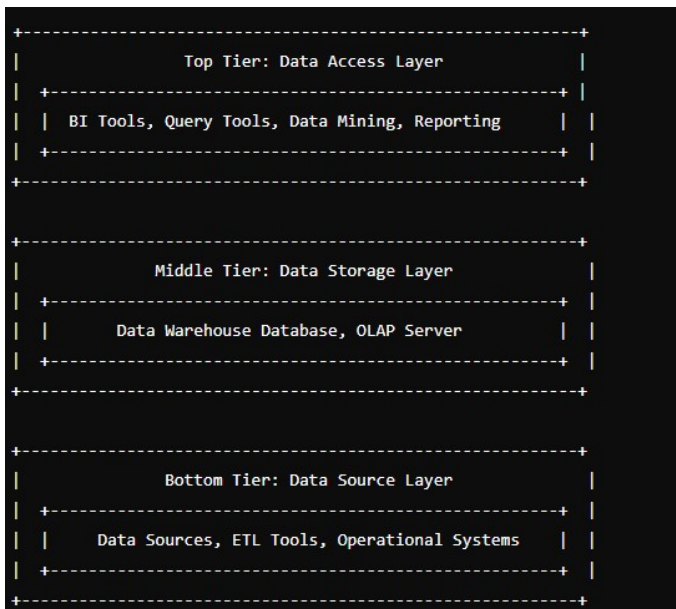 Top Tier: Data Access Layer
BI Tools, Query Tools, Data Mining, Reporting
Middle Tier: Data Storage Layer
Data Warehouse Database, OLAP Server
Bottom Tier: Data Source Layer
Data Sources, ETL Tools, Operational Systems